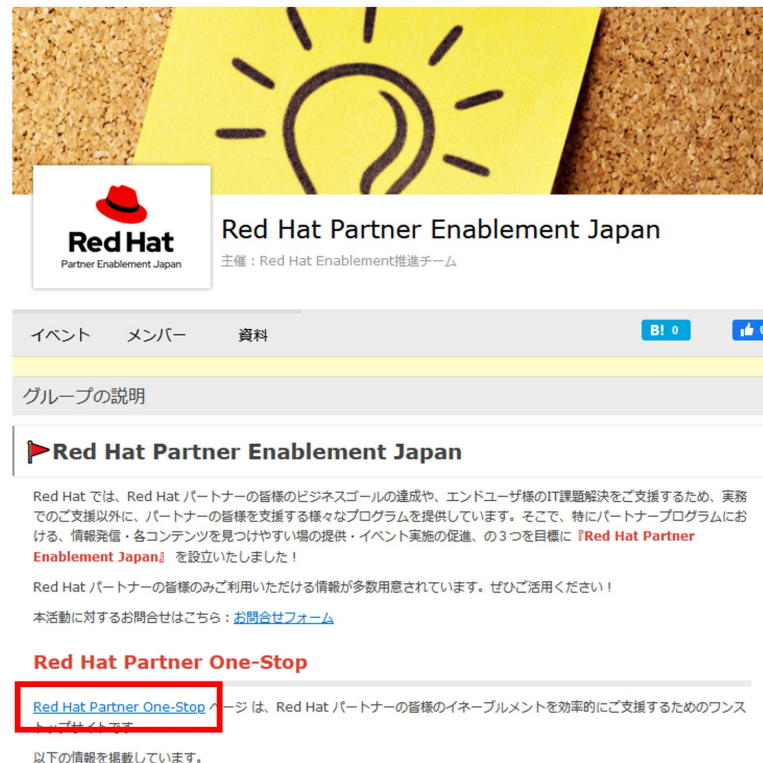 Red Hat
Partner Enablement Japan
Red Hat Partner Enablement Japan
主催：Red Hat Enablement推進チーム
イベント メンバー 資料
B! 0
グループの説明
Red Hat Partner Enablement Japan
Red Hat では、Red Hat パートナーの皆様のビジネスゴールの達成や、エンドユーザ様のIT課題解決をご支援するため、実務
でのご支援以外に、パートナーの皆様を支援する様々なプログラムを提供しています。そこで、特にパートナープログラムにお
ける、情報発信・各コンテンツを見つけやすい場の提供・イベント実施の促進、の３つを目標に『Red Hat Partner
Enablement Japan』 を設立いたしました！
Red Hat パートナーの皆様のみご利用いただける情報が多数用意されています。ぜひご活用ください！
本活動に対するお問合せはこちら：お問合せフォーム
Red Hat Partner One-Stop
Red Hat Partner One-Stop ページ は、Red Hat パートナーの皆様のイネーブルメントを効率的にご支援するためのワンス
トップサイトです
以下の情報を掲載しています。